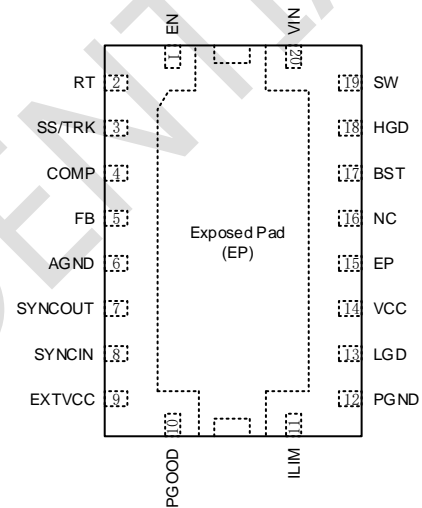 EN
VIN
1
20
RT 2
19 SW
SS/TRK 3
18 HGD
COMP 4
17 BST
FB 5
16 NC
Exposed Pad
(EP)
AGND 6
15 EP
SYNCOUT 7
14 VCC
SYNCIN 8
13 LGD
EXTVCC 9
12 PGND
10
11
PGOOD
ILIM